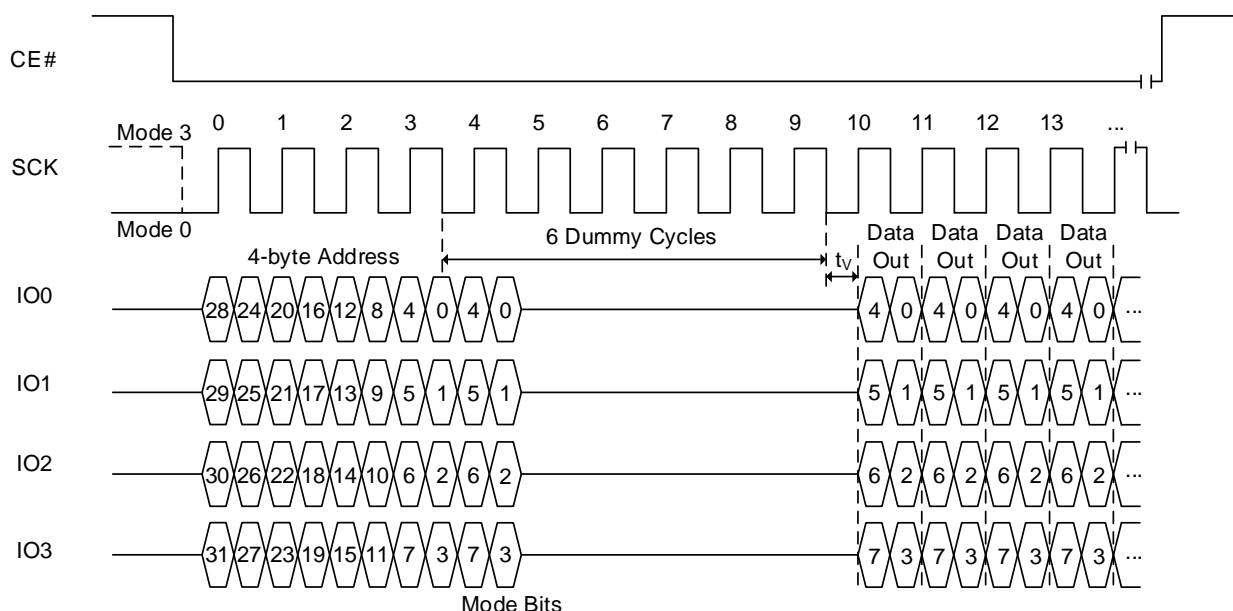 CE#
0 1 2 3 4 5 6 7 8 9 10 11 12 13 ...
Mode 3
SCK
Mode 0
6 Dummy Cycles
Data Data Data Data
4-byte Address
tV
Out Out Out Out
IO0
28 24 20 16 12 8 4 0 4 0 4 0 4 0 4 0 4 0 ...
IO1
29 25 21 17 13 9 5 1 5 1 5 1 5 1 5 1 5 1 ...
IO2
30 26 22 18 14 10 6 2 6 2 6 2 6 2 6 2 6 2 ...
IO3
31 27 23 19 15 11 7 3 7 3 7 3 7 3 7 3 7 3 ...
Mode Bits